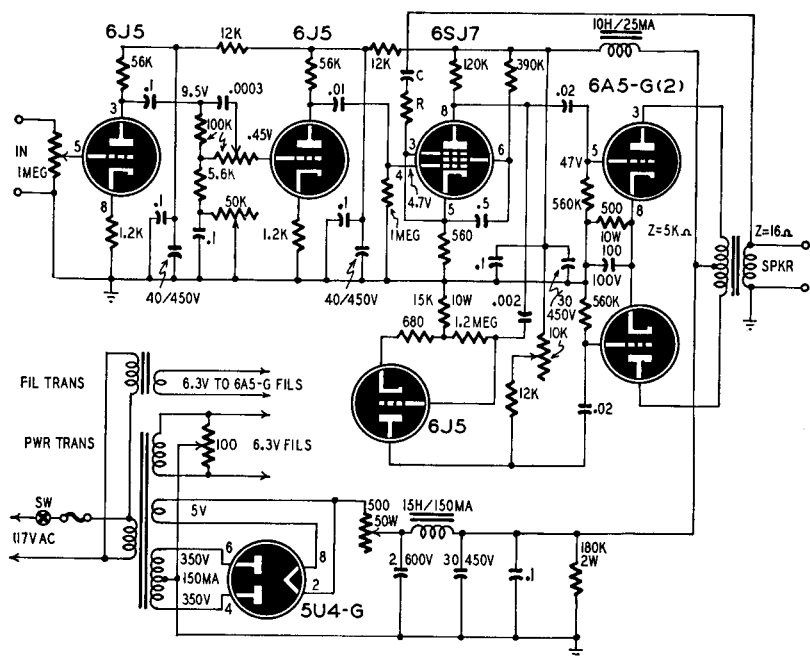 6J5
6J5
6SJ7
10H/25MA
12K
12K
56K
56K
120K
390K
6A5-G(2)
.1
9.5V
.0003
.01
C
R
.02
3
3
8
3
IN
1MEG
5
100K
.45V
3
4
6
47V
5
5.6K
4.7V
560K
8
50K
8
.1
1.2K
.1
.1
1.2K
1MEG
5
.5
560
500
10W
100
100V
Z=5KΩ
Z=16Ω
SPKR
40/450V
40/450V
.1
30
450V
.002
560K
15K
10W
680
1.2MEG
10K
12K
6J5
.02
FIL TRANS
6.3V TO 6A5-G FILS
PWR TRANS
100
6.3V FILS
SW
117VAC
5V
500
50W
15H/150MA
350V
150MA
350V
6
4
8
2
5U4-G
2
600V
30
450V
.1
180K
2W